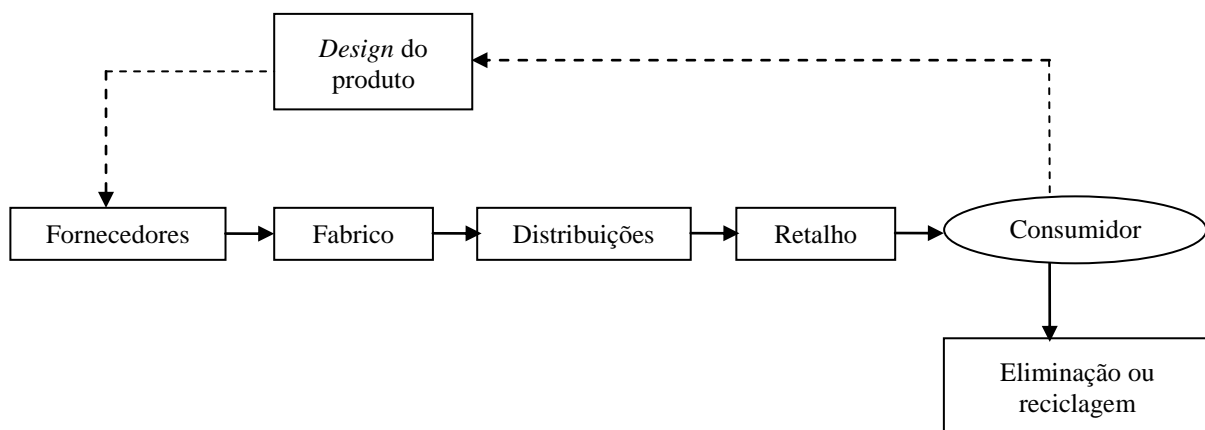 Design do
produto
Fornecedores
Fabrico
Distribuições
Retalho
Consumidor
Eliminação ou
reciclagem